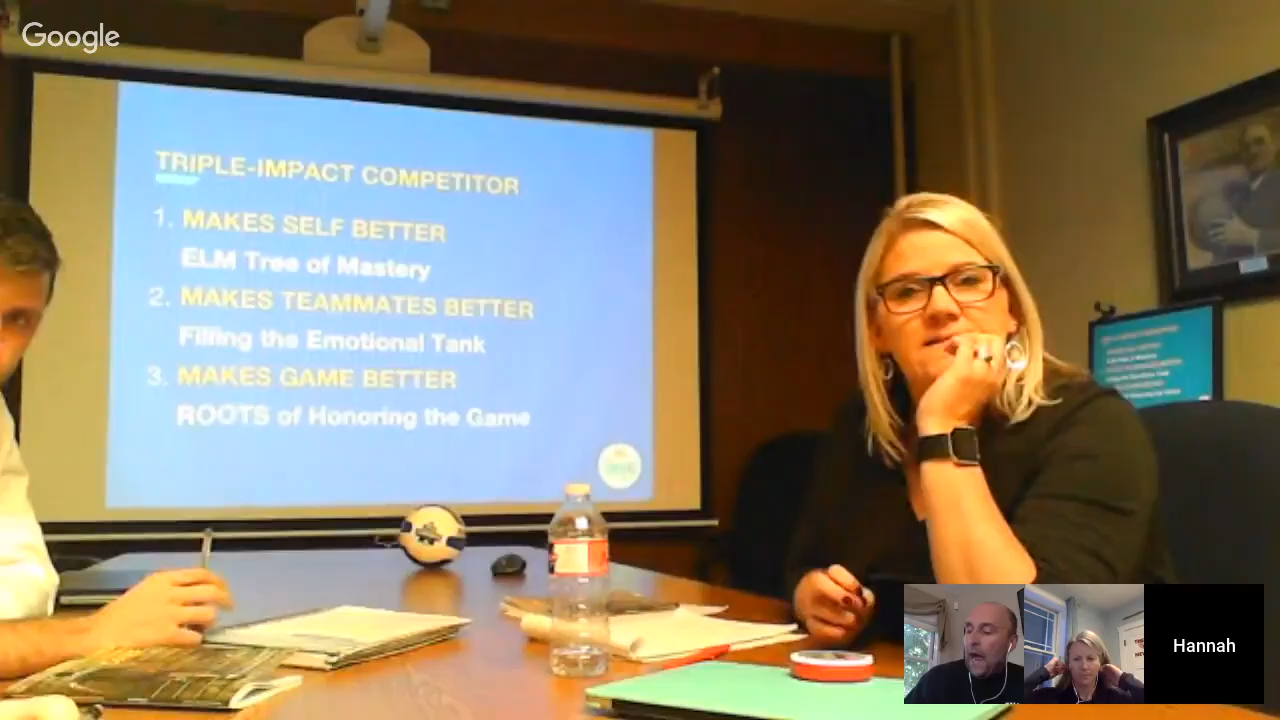 Google
TRIPLE-IMPACT COMPETITOR
1. MAKES SELF BETTER
ELM Tree of Mastery
2. MAKES TEAMMATES BETTER
Filling the Emotional Tank
3. MAKES GAME BETTER
ROOTS of Honoring the Game
Hannah